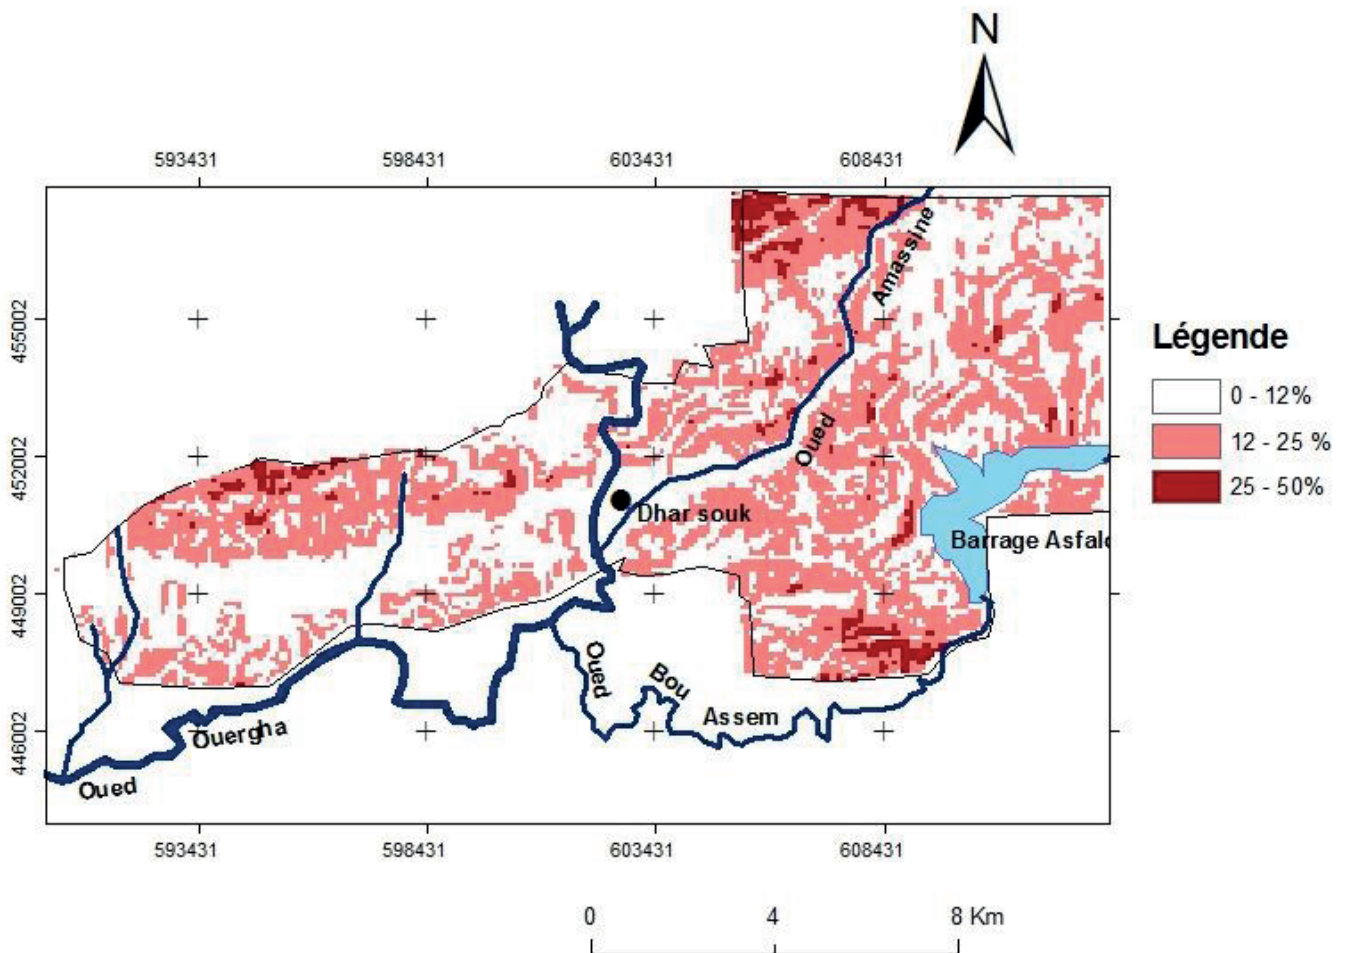 N
593431 598431 603431 608431
455002
452002
449002
446002
Amassine
Oued
Dhar souk
Barrage Asfalo
Oued
Bou
Assem
Ouergha
Oued
593431 598431 603431 608431
Légende
0 - 12%
12 - 25 %
25 - 50%
0 4 8 Km